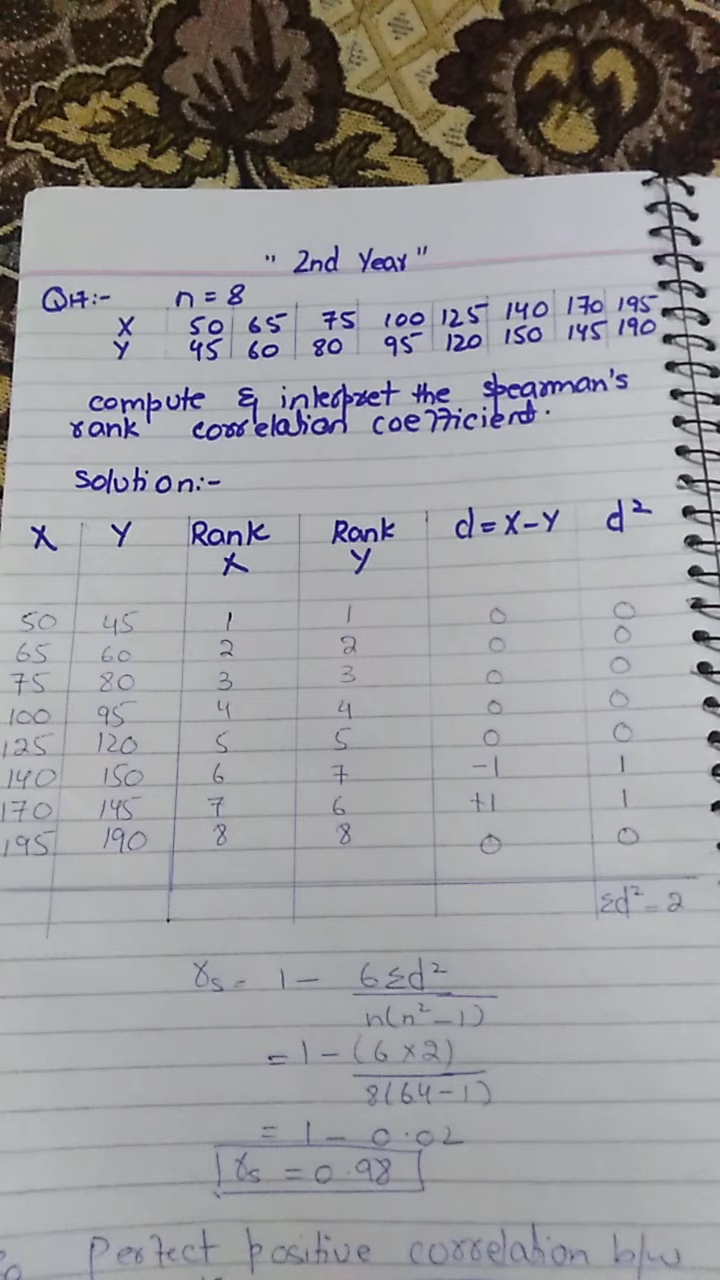 " 2nd Year"
Q17:- n = 8
X 50 65 75 100 125 140 170 195
Y 45 60 80 95 120 150 145 190
compute & interpret the spearman's
rank correlation coefficient.
Solution:-
X Y Rank X Rank Y d=X-Y d²
50 45 1 1 0 0
65 60 2 2 0 0
75 80 3 3 0 0
100 95 4 4 0 0
125 120 5 5 0 0
140 150 6 7 -1 1
170 145 7 6 +1 1
195 190 8 8 0 0
Σd² = 2
rs = 1 - 6Σd² / n(n²-1)
= 1 - (6×2) / 8(64-1)
= 1 - 0.02
rs = 0.98
Perfect positive correlation b/w